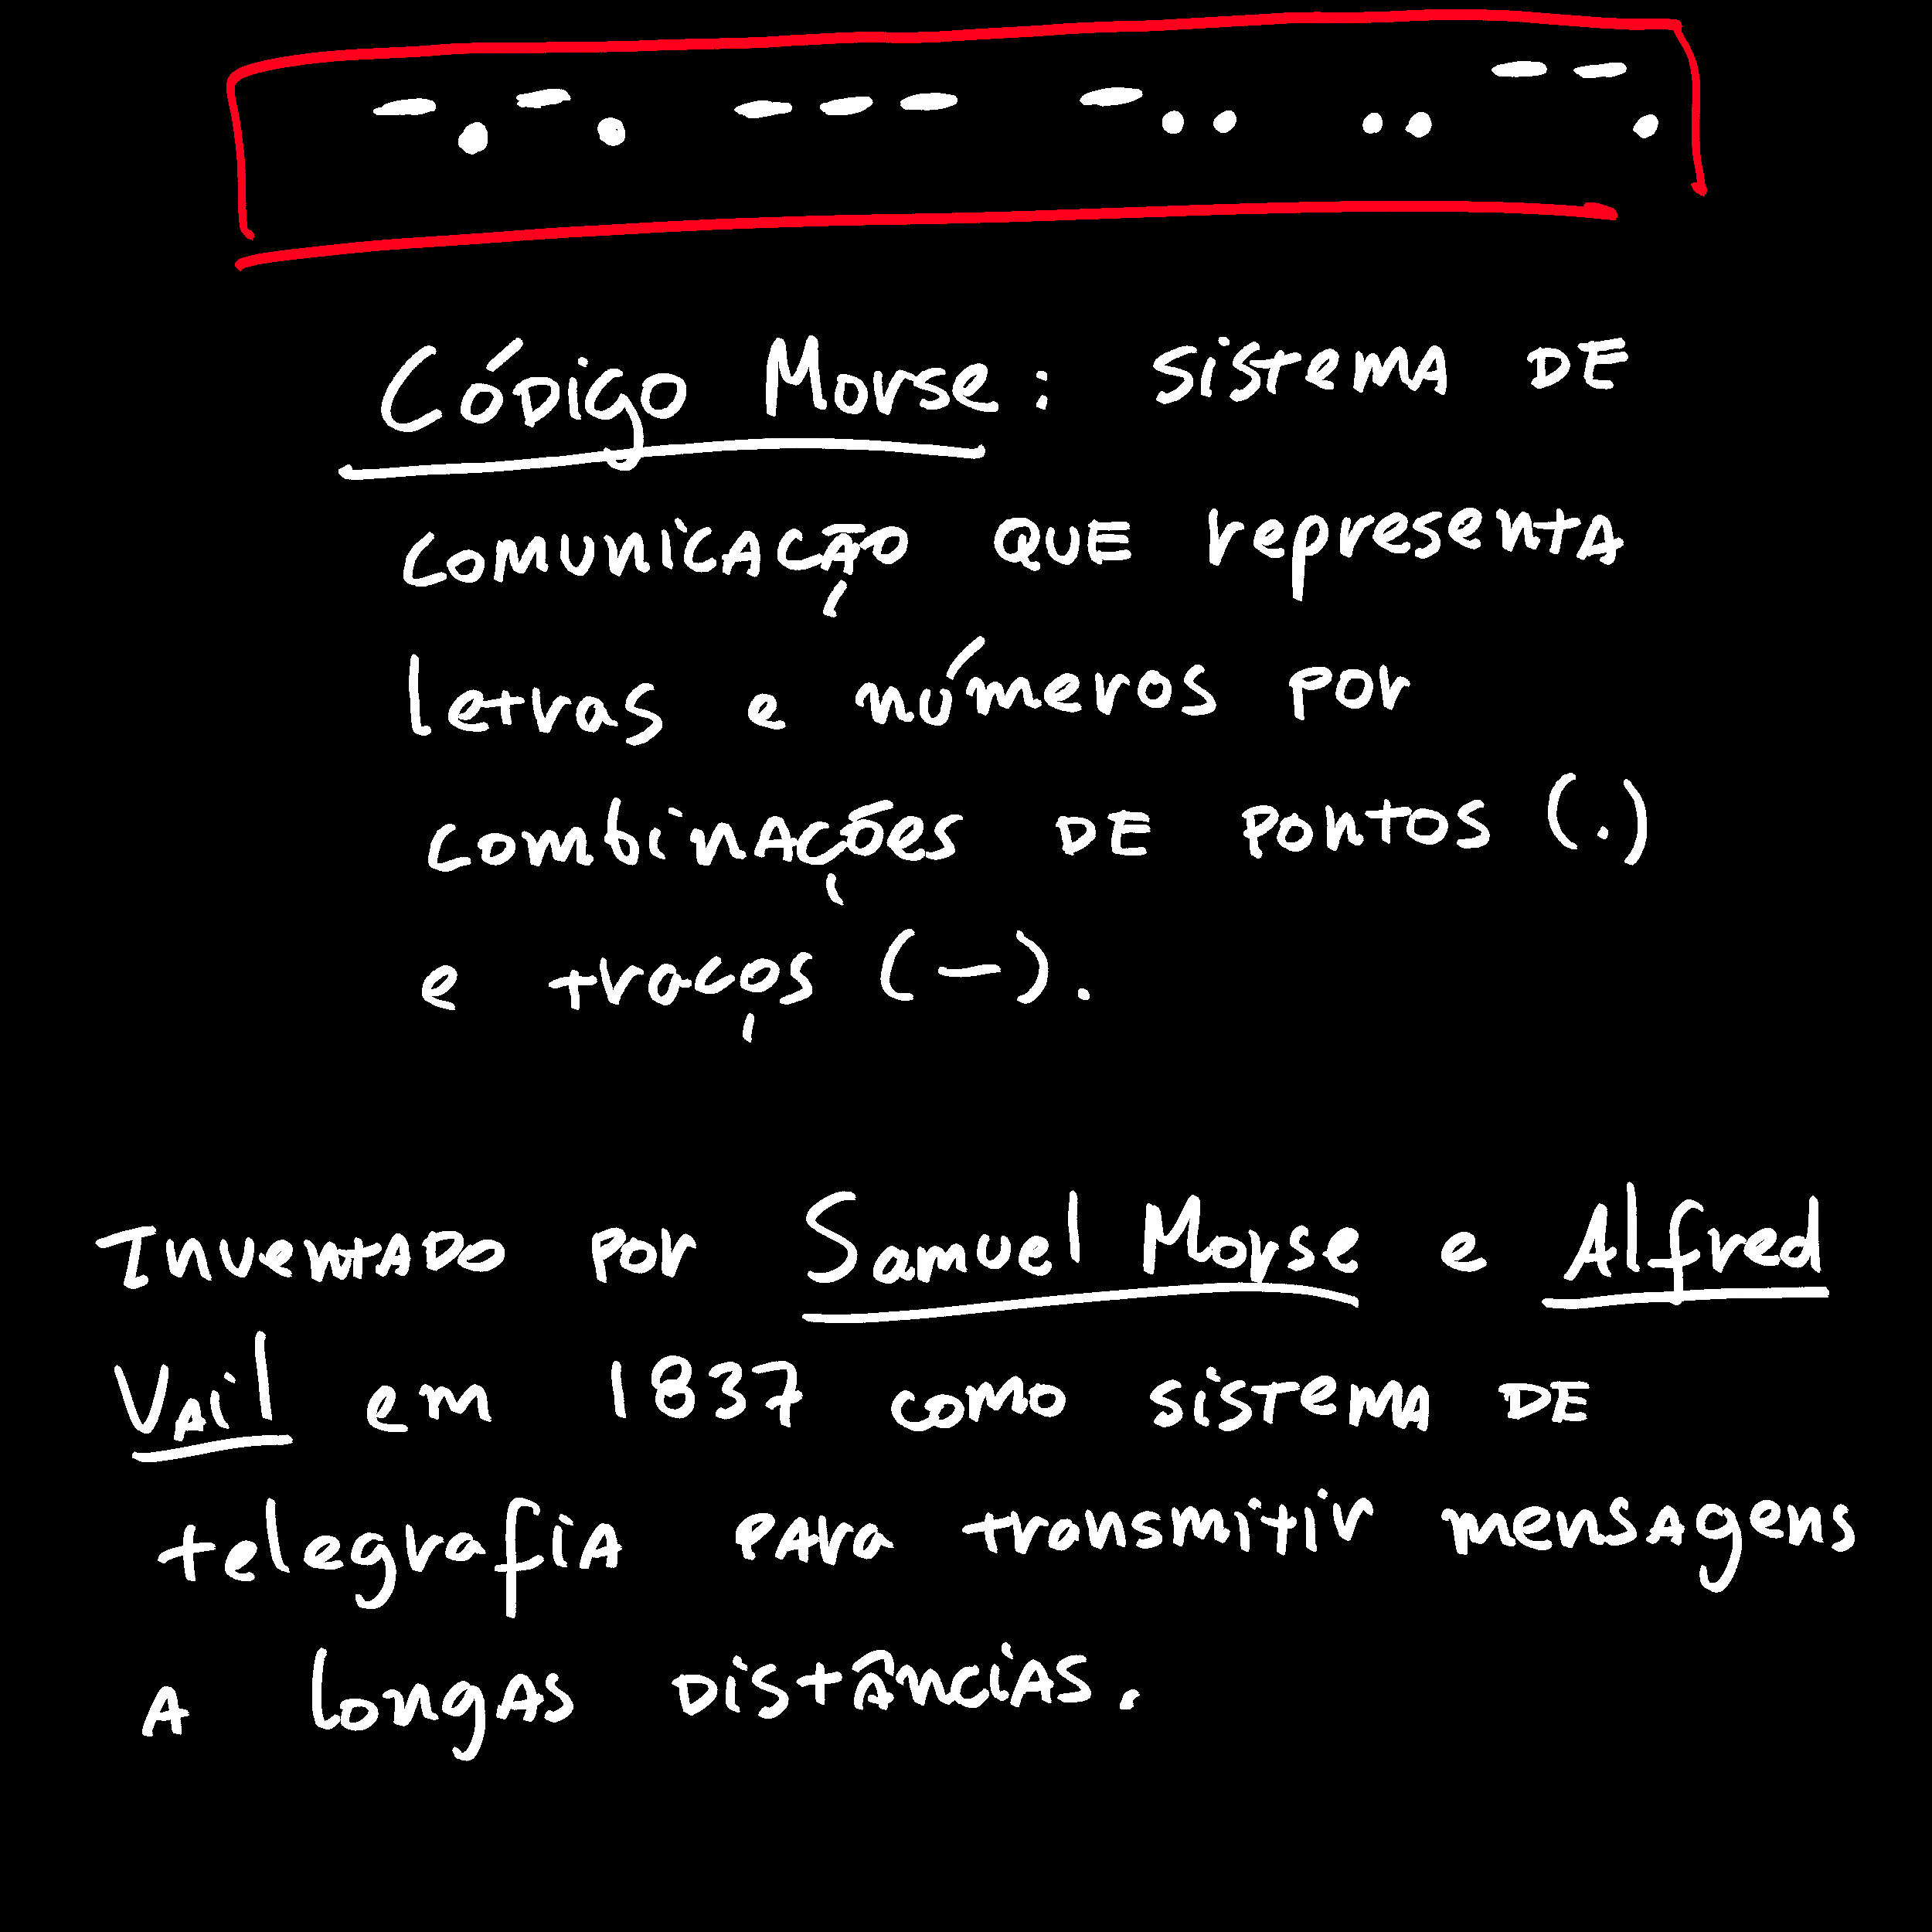 -.-. --- -.. .. --.
Código Morse: sistema de
comunicação que representa
letras e números por
combinações de pontos (.)
e traços (—).
Inventado por Samuel Morse e Alfred
Vail em 1837 como sistema de
telegrafia para transmitir mensagens
a longas distâncias.